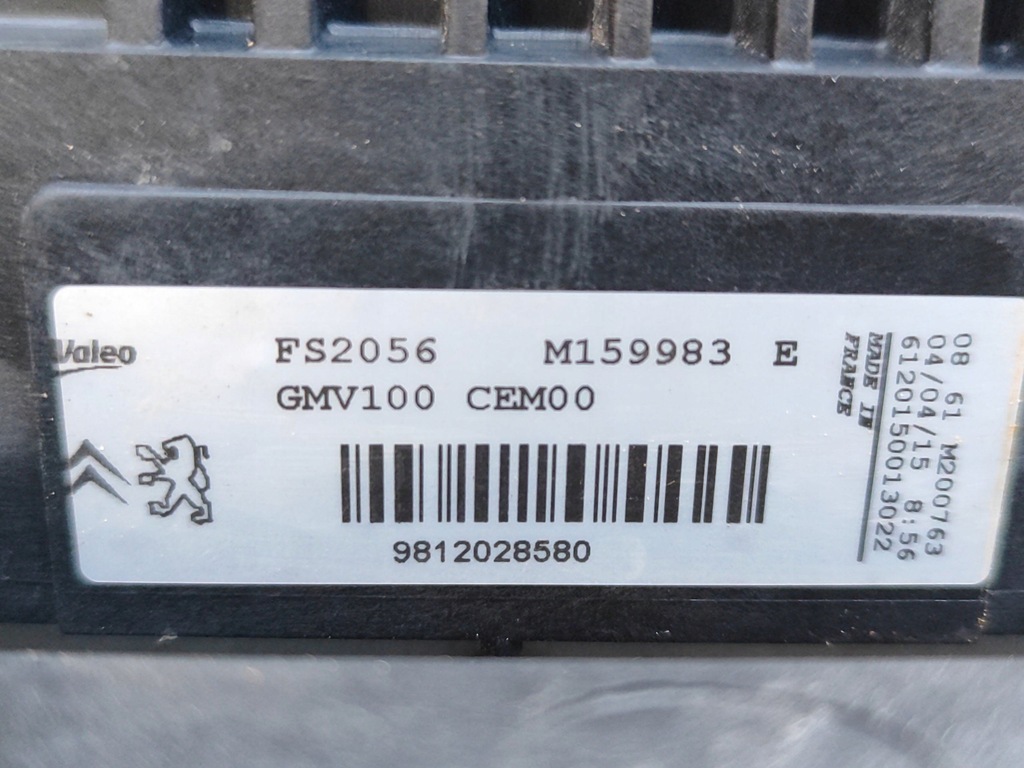 Valeo
FS2056 M159983 E
GMV100 CEM00
9812028580
08 61 M200763
04/04/15 8:56
6120150013022
MADE IN
FRANCE